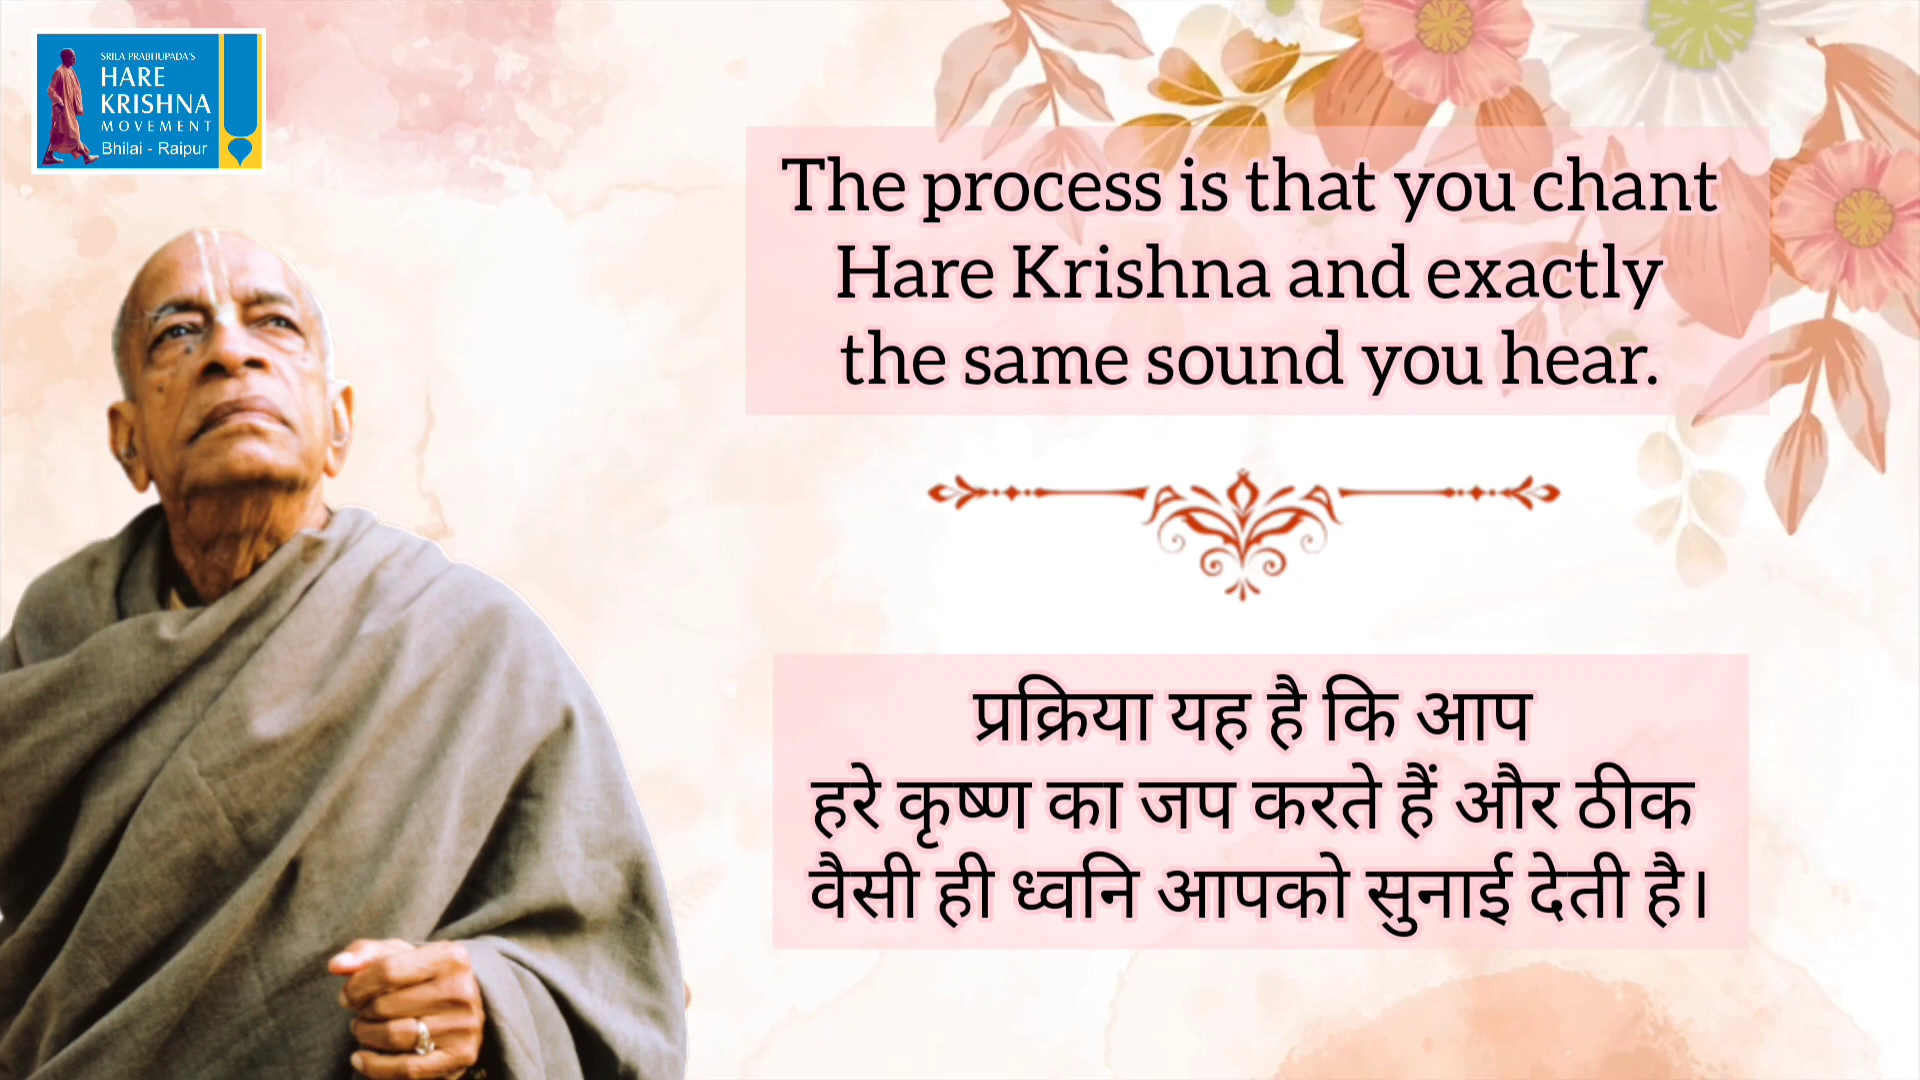 SRILA PRABHUPADA'S
HARE
KRISHNA
MOVEMENT
Bhilai - Raipur
The process is that you chant
Hare Krishna and exactly
the same sound you hear.
प्रक्रिया यह है कि आप
हरे कृष्ण का जप करते हैं और ठीक
वैसी ही ध्वनि आपको सुनाई देती है।